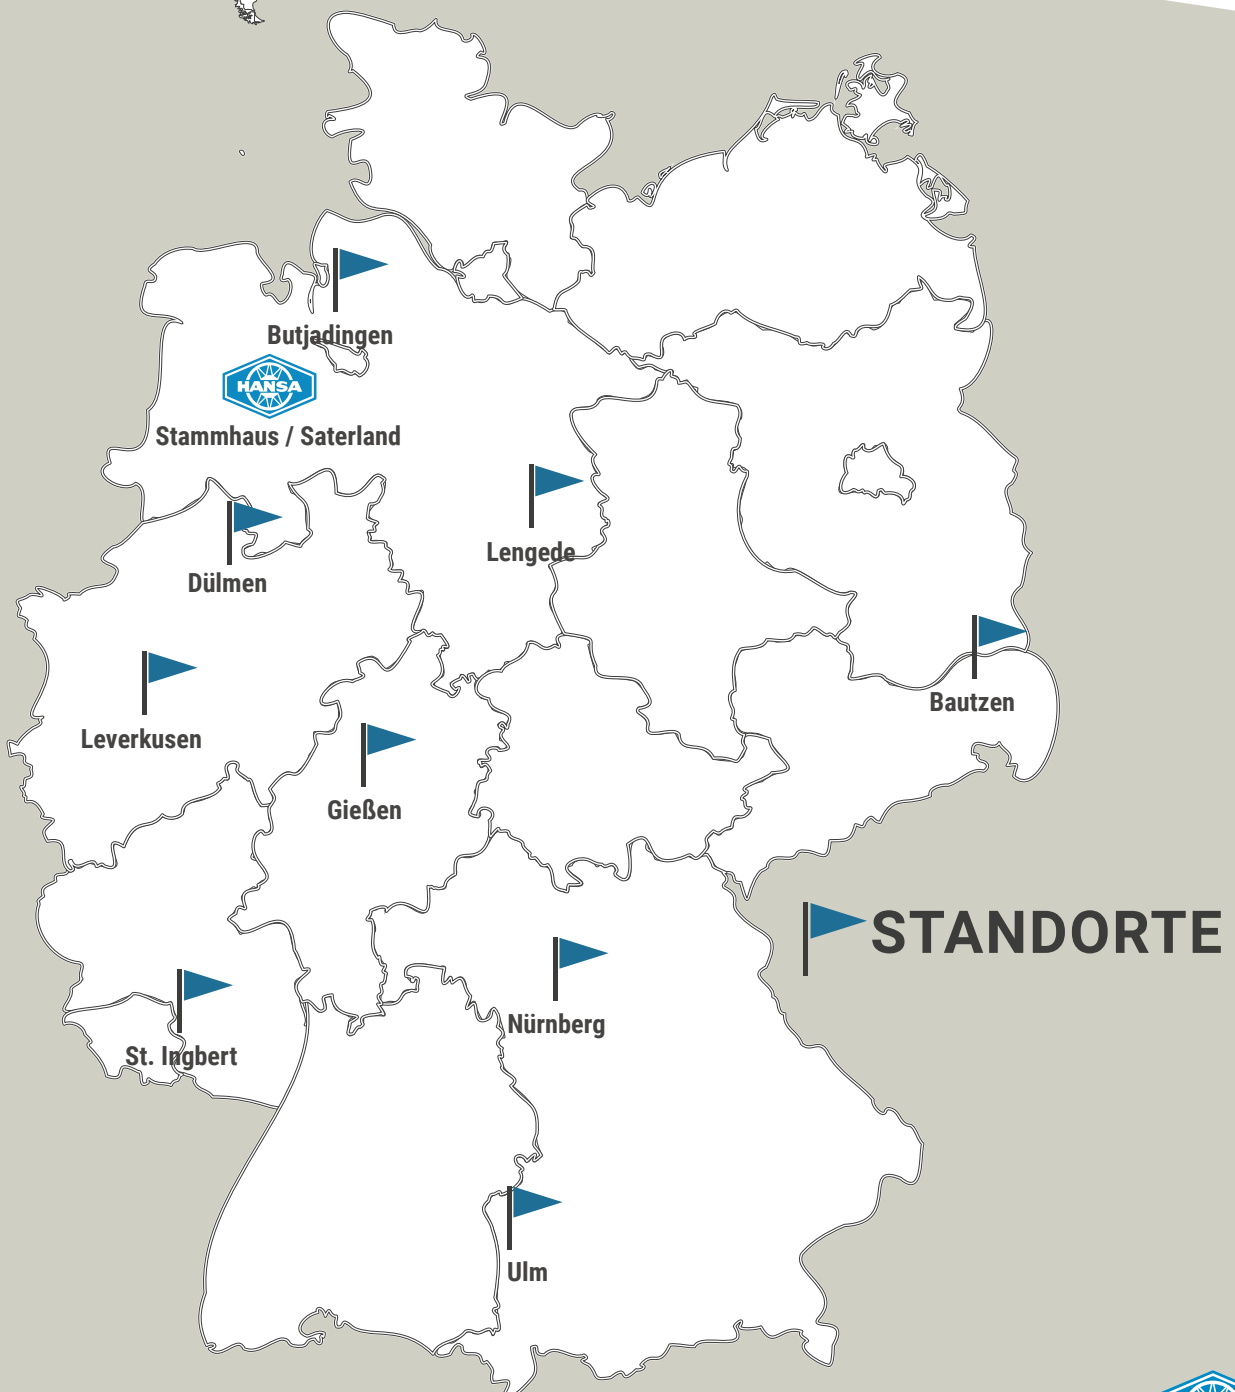 Butjadingen
HANSA
Stammhaus / Saterland
Lengede
Dülmen
Bautzen
Leverkusen
Gießen
STANDORTE
Nürnberg
St. Ingbert
Ulm